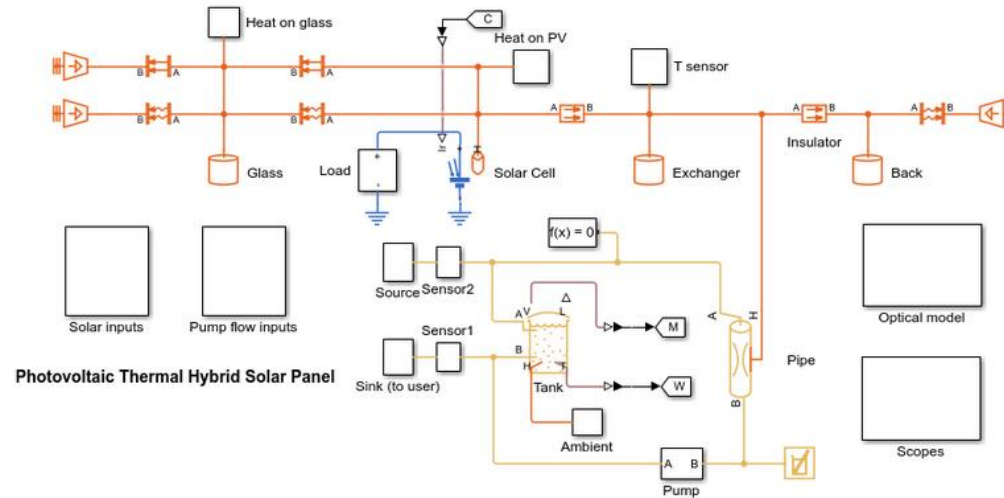 Heat on glass
C
Heat on PV
T sensor
B A
B A
B A
B A
A B
A B
A B
Insulator
Load
+
-
Ir
H
Glass
Solar Cell
Exchanger
Back
f(x) = 0
Source
Sensor2
Solar inputs
Pump flow inputs
Sensor1
A V L
B
H T
M
A H
Optical model
Pipe
Sink (to user)
Tank
W
B
Photovoltaic Thermal Hybrid Solar Panel
Ambient
Scopes
A B
Pump